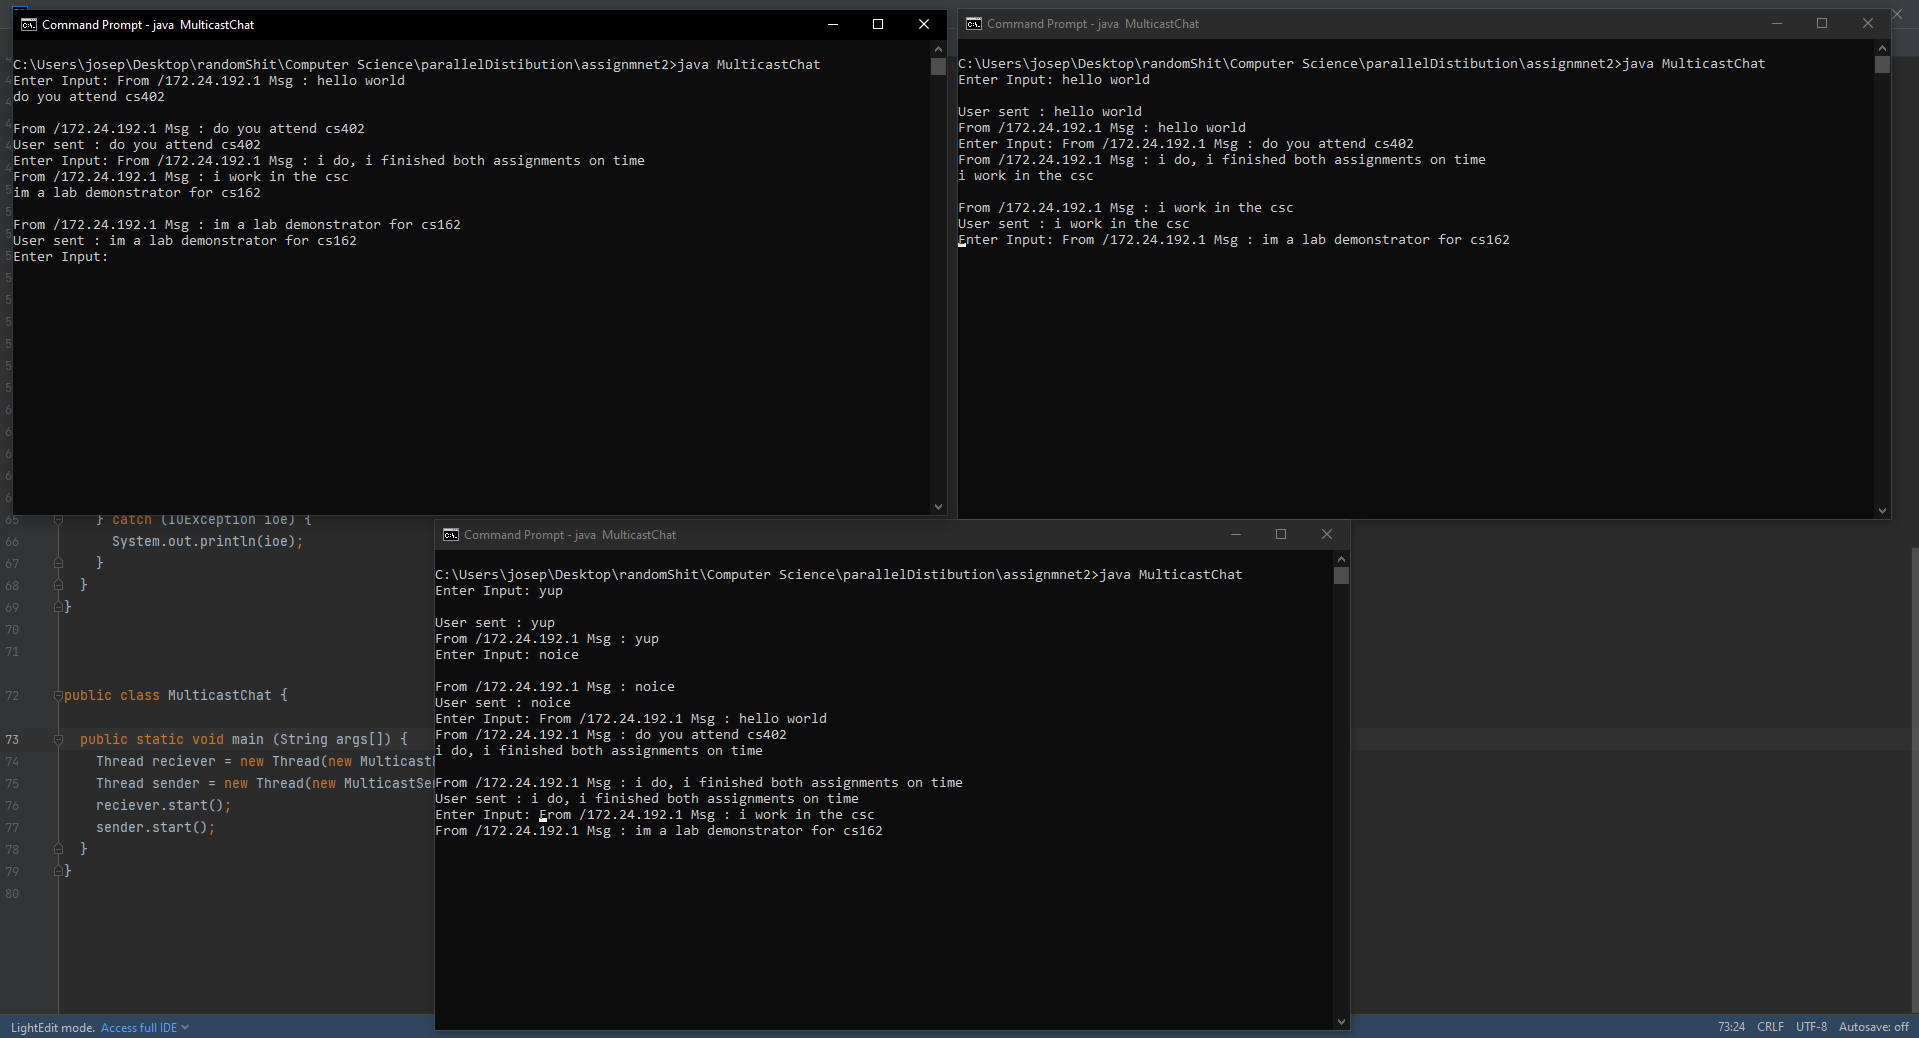 Command Prompt - java  MulticastChat
C:\Users\josep\Desktop\randomShit\Computer Science\parallelDistibution\assignmnet2>java MulticastChat
Enter Input: From /172.24.192.1 Msg : hello world
do you attend cs402
From /172.24.192.1 Msg : do you attend cs402
User sent : do you attend cs402
Enter Input: From /172.24.192.1 Msg : i do, i finished both assignments on time
From /172.24.192.1 Msg : i work in the csc
im a lab demonstrator for cs162
From /172.24.192.1 Msg : im a lab demonstrator for cs162
User sent : im a lab demonstrator for cs162
Enter Input:
Command Prompt - java  MulticastChat
C:\Users\josep\Desktop\randomShit\Computer Science\parallelDistibution\assignmnet2>java MulticastChat
Enter Input: hello world
User sent : hello world
From /172.24.192.1 Msg : hello world
Enter Input: From /172.24.192.1 Msg : do you attend cs402
From /172.24.192.1 Msg : i do, i finished both assignments on time
i work in the csc
From /172.24.192.1 Msg : i work in the csc
User sent : i work in the csc
Enter Input: From /172.24.192.1 Msg : im a lab demonstrator for cs162
65 } catch (IOException ioe) {
66 System.out.println(ioe);
67 }
68 }
69 }
70
71
72 public class MulticastChat {
73 public static void main (String args[]) {
74 Thread reciever = new Thread(new Multicast
75 Thread sender = new Thread(new MulticastSe
76 reciever.start();
77 sender.start();
78 }
79 }
80
Command Prompt - java  MulticastChat
C:\Users\josep\Desktop\randomShit\Computer Science\parallelDistibution\assignmnet2>java MulticastChat
Enter Input: yup
User sent : yup
From /172.24.192.1 Msg : yup
Enter Input: noice
From /172.24.192.1 Msg : noice
User sent : noice
Enter Input: From /172.24.192.1 Msg : hello world
From /172.24.192.1 Msg : do you attend cs402
i do, i finished both assignments on time
From /172.24.192.1 Msg : i do, i finished both assignments on time
User sent : i do, i finished both assignments on time
Enter Input: From /172.24.192.1 Msg : i work in the csc
From /172.24.192.1 Msg : im a lab demonstrator for cs162
LightEdit mode. Access full IDE
73:24 CRLF UTF-8 Autosave: off